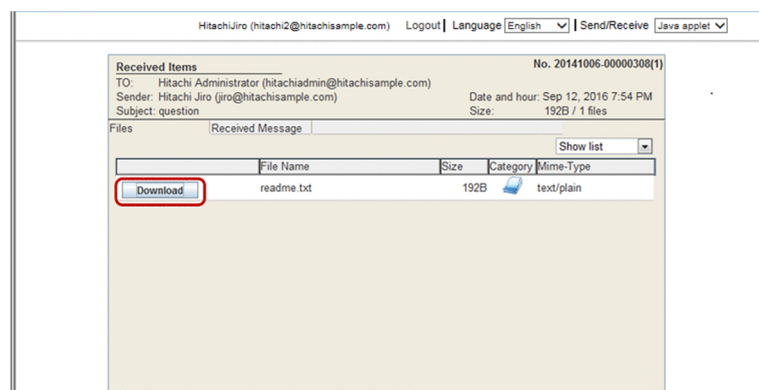 HitachiJiro (hitachi2@hitachisample.com) Logout Language English Send/Receive Java applet
Received Items No. 20141006-00000308(1)
TO: Hitachi Administrator (hitachiadmin@hitachisample.com)
Sender: Hitachi Jiro (jiro@hitachisample.com) Date and hour: Sep 12, 2016 7:54 PM
Subject: question Size: 192B / 1 files
Files Received Message
Show list
File Name Size Category Mime-Type
Download readme.txt 192B text/plain